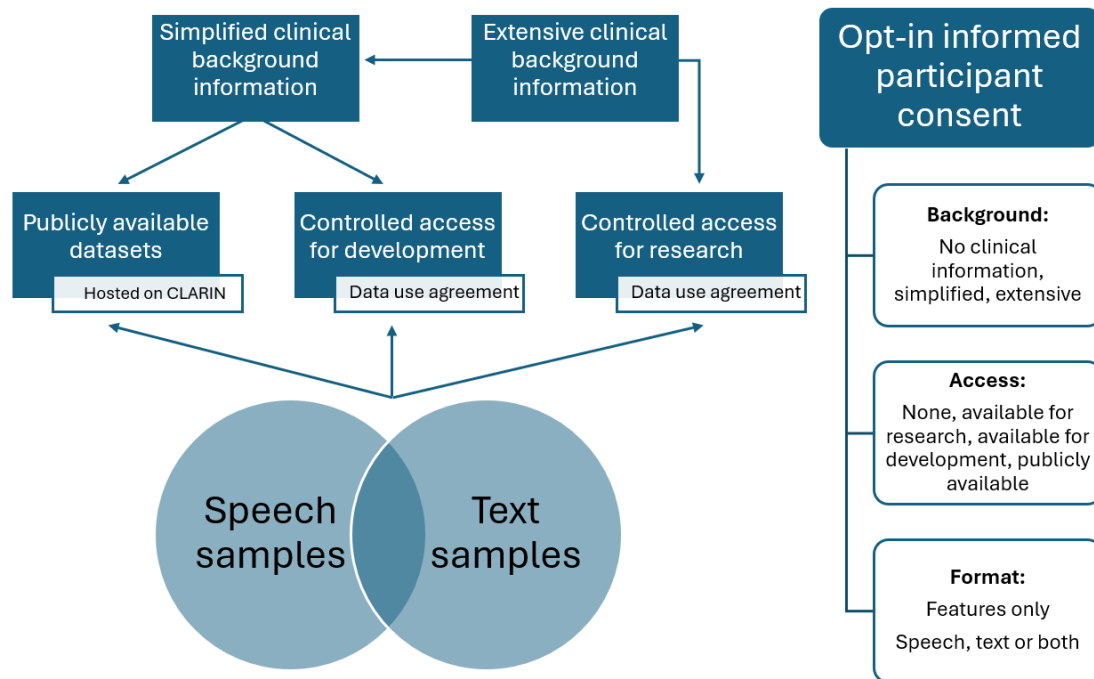 Simplified clinical
background
information
Extensive clinical
background
information
Publicly available
datasets
Hosted on CLARIN
Controlled access
for development
Data use agreement
Controlled access
for research
Data use agreement
Speech
samples
Text
samples
Opt-in informed
participant
consent
Background:
No clinical
information,
simplified, extensive
Access:
None, available for
research, available for
development, publicly
available
Format:
Features only
Speech, text or both